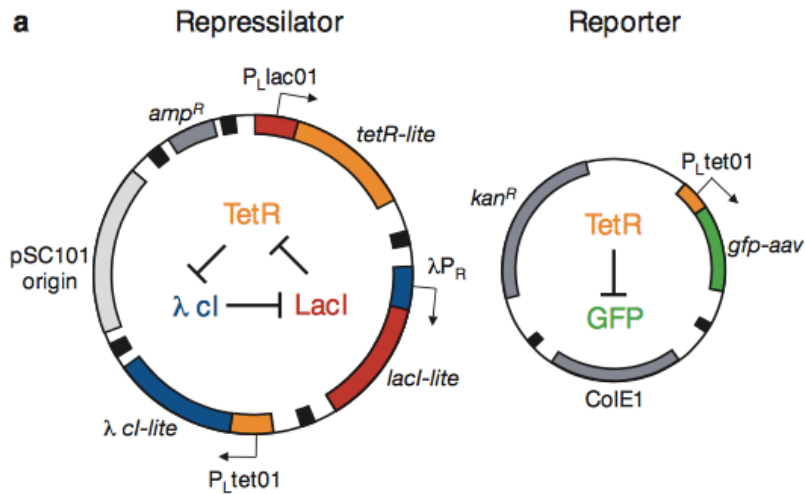 a
Repressilator
Reporter
PLlac01
ampR
tetR-lite
TetR
pSC101
origin
λPR
λ cI
LacI
lacI-lite
λ cI-lite
PLtet01
PLtet01
kanR
TetR
gfp-aav
GFP
ColE1